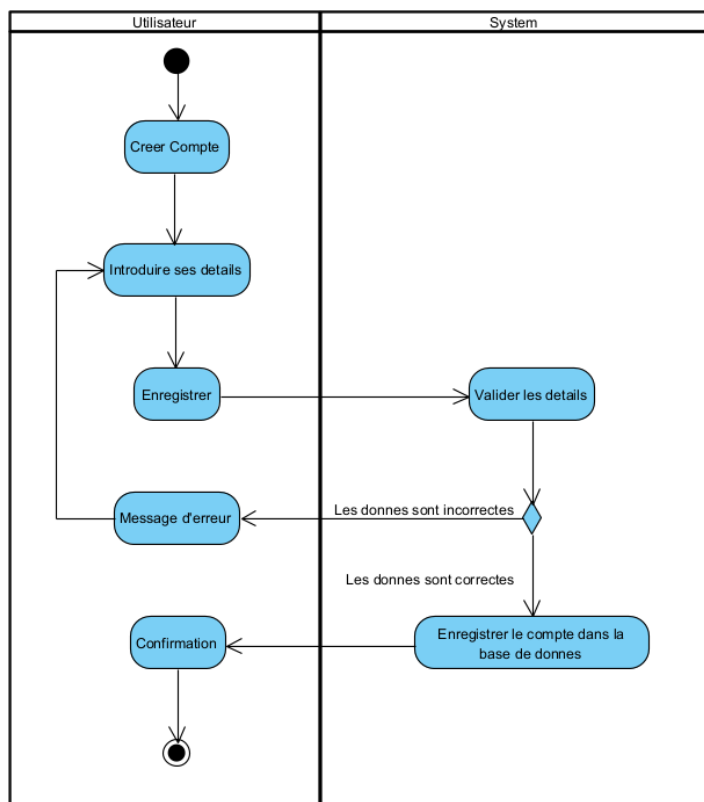 Utilisateur
System
Creer Compte
Introduire ses details
Enregistrer
Valider les details
Message d'erreur
Les donnes sont incorrectes
Les donnes sont correctes
Confirmation
Enregistrer le compte dans la
base de donnes